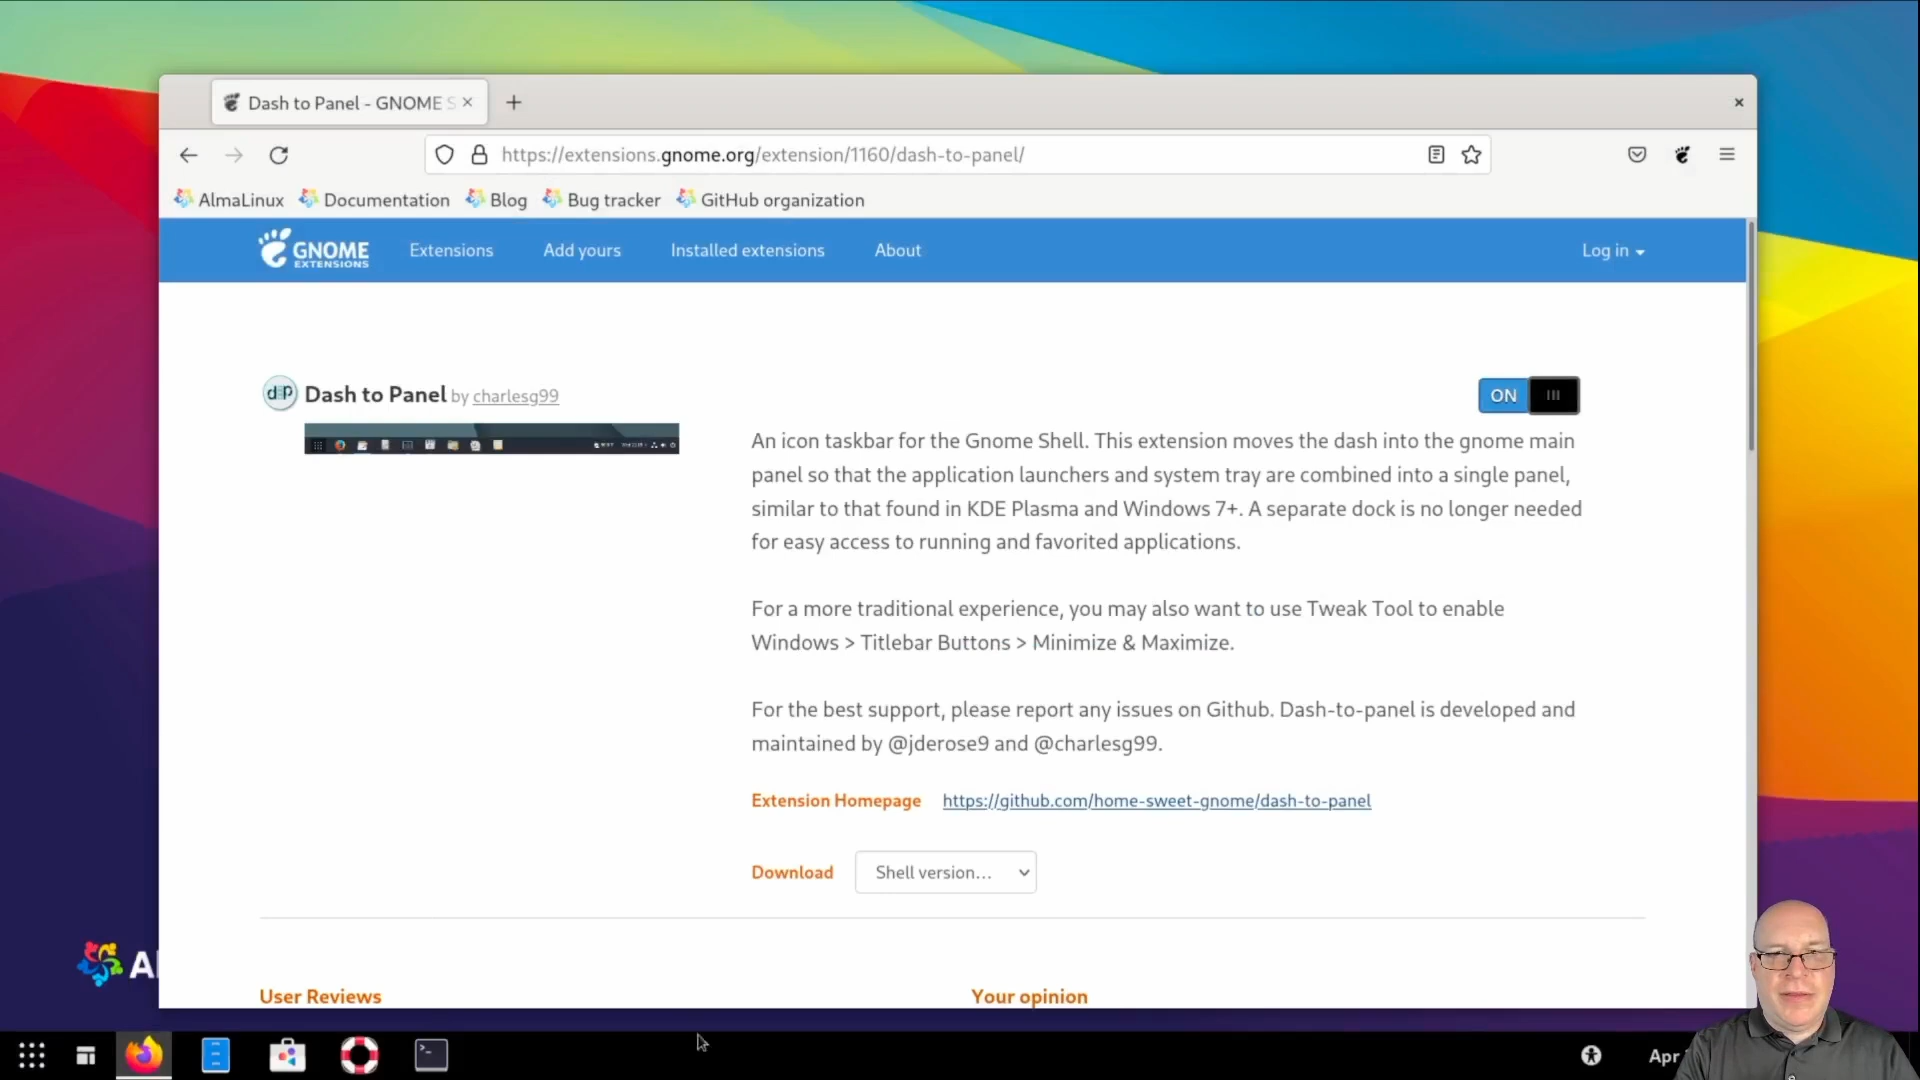 Dash to Panel - GNOME S
https://extensions.gnome.org/extension/1160/dash-to-panel/
AlmaLinux Documentation Blog Bug tracker GitHub organization
GNOME EXTENSIONS Extensions Add yours Installed extensions About Log in
dp Dash to Panel by charlesg99
ON
An icon taskbar for the Gnome Shell. This extension moves the dash into the gnome main
panel so that the application launchers and system tray are combined into a single panel,
similar to that found in KDE Plasma and Windows 7+. A separate dock is no longer needed
for easy access to running and favorited applications.
For a more traditional experience, you may also want to use Tweak Tool to enable
Windows > Titlebar Buttons > Minimize & Maximize.
For the best support, please report any issues on Github. Dash-to-panel is developed and
maintained by @jderose9 and @charlesg99.
Extension Homepage https://github.com/home-sweet-gnome/dash-to-panel
Download Shell version...
Al
User Reviews Your opinion
Apr